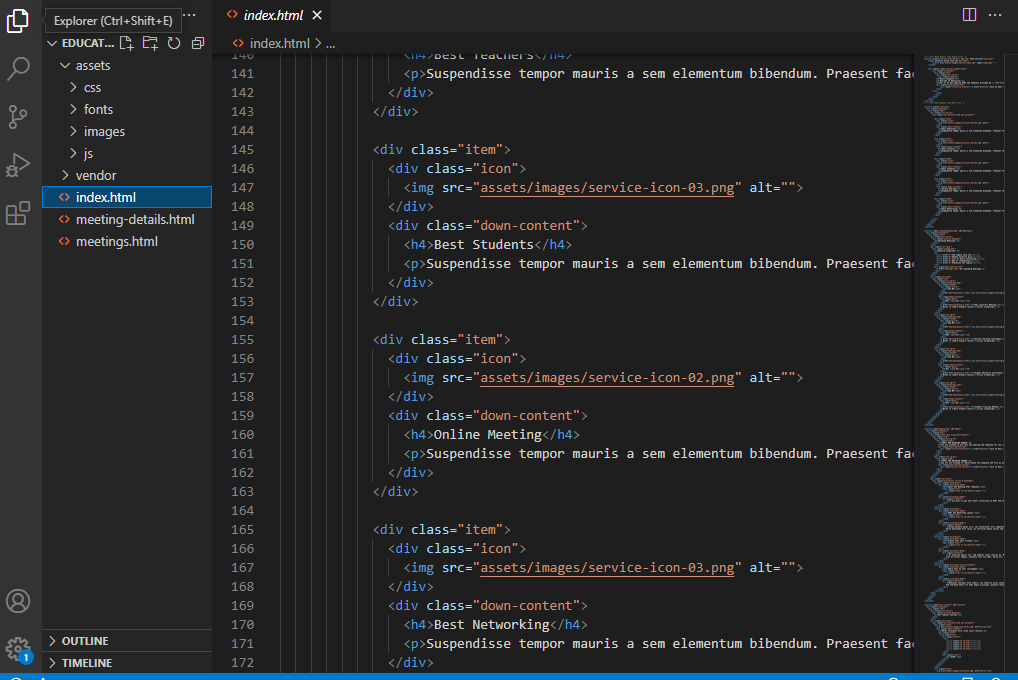 Explorer (Ctrl+Shift+E)
EDUCAT...
assets
css
fonts
images
js
vendor
index.html
meeting-details.html
meetings.html
OUTLINE
TIMELINE
1
index.html
index.html > ...
140 <h4>Best Teachers</h4>
141 <p>Suspendisse tempor mauris a sem elementum bibendum. Praesent fac
142 </div>
143 </div>
144
145 <div class="item">
146 <div class="icon">
147 <img src="assets/images/service-icon-03.png" alt="">
148 </div>
149 <div class="down-content">
150 <h4>Best Students</h4>
151 <p>Suspendisse tempor mauris a sem elementum bibendum. Praesent fac
152 </div>
153 </div>
154
155 <div class="item">
156 <div class="icon">
157 <img src="assets/images/service-icon-02.png" alt="">
158 </div>
159 <div class="down-content">
160 <h4>Online Meeting</h4>
161 <p>Suspendisse tempor mauris a sem elementum bibendum. Praesent fac
162 </div>
163 </div>
164
165 <div class="item">
166 <div class="icon">
167 <img src="assets/images/service-icon-03.png" alt="">
168 </div>
169 <div class="down-content">
170 <h4>Best Networking</h4>
171 <p>Suspendisse tempor mauris a sem elementum bibendum. Praesent fac
172 </div>